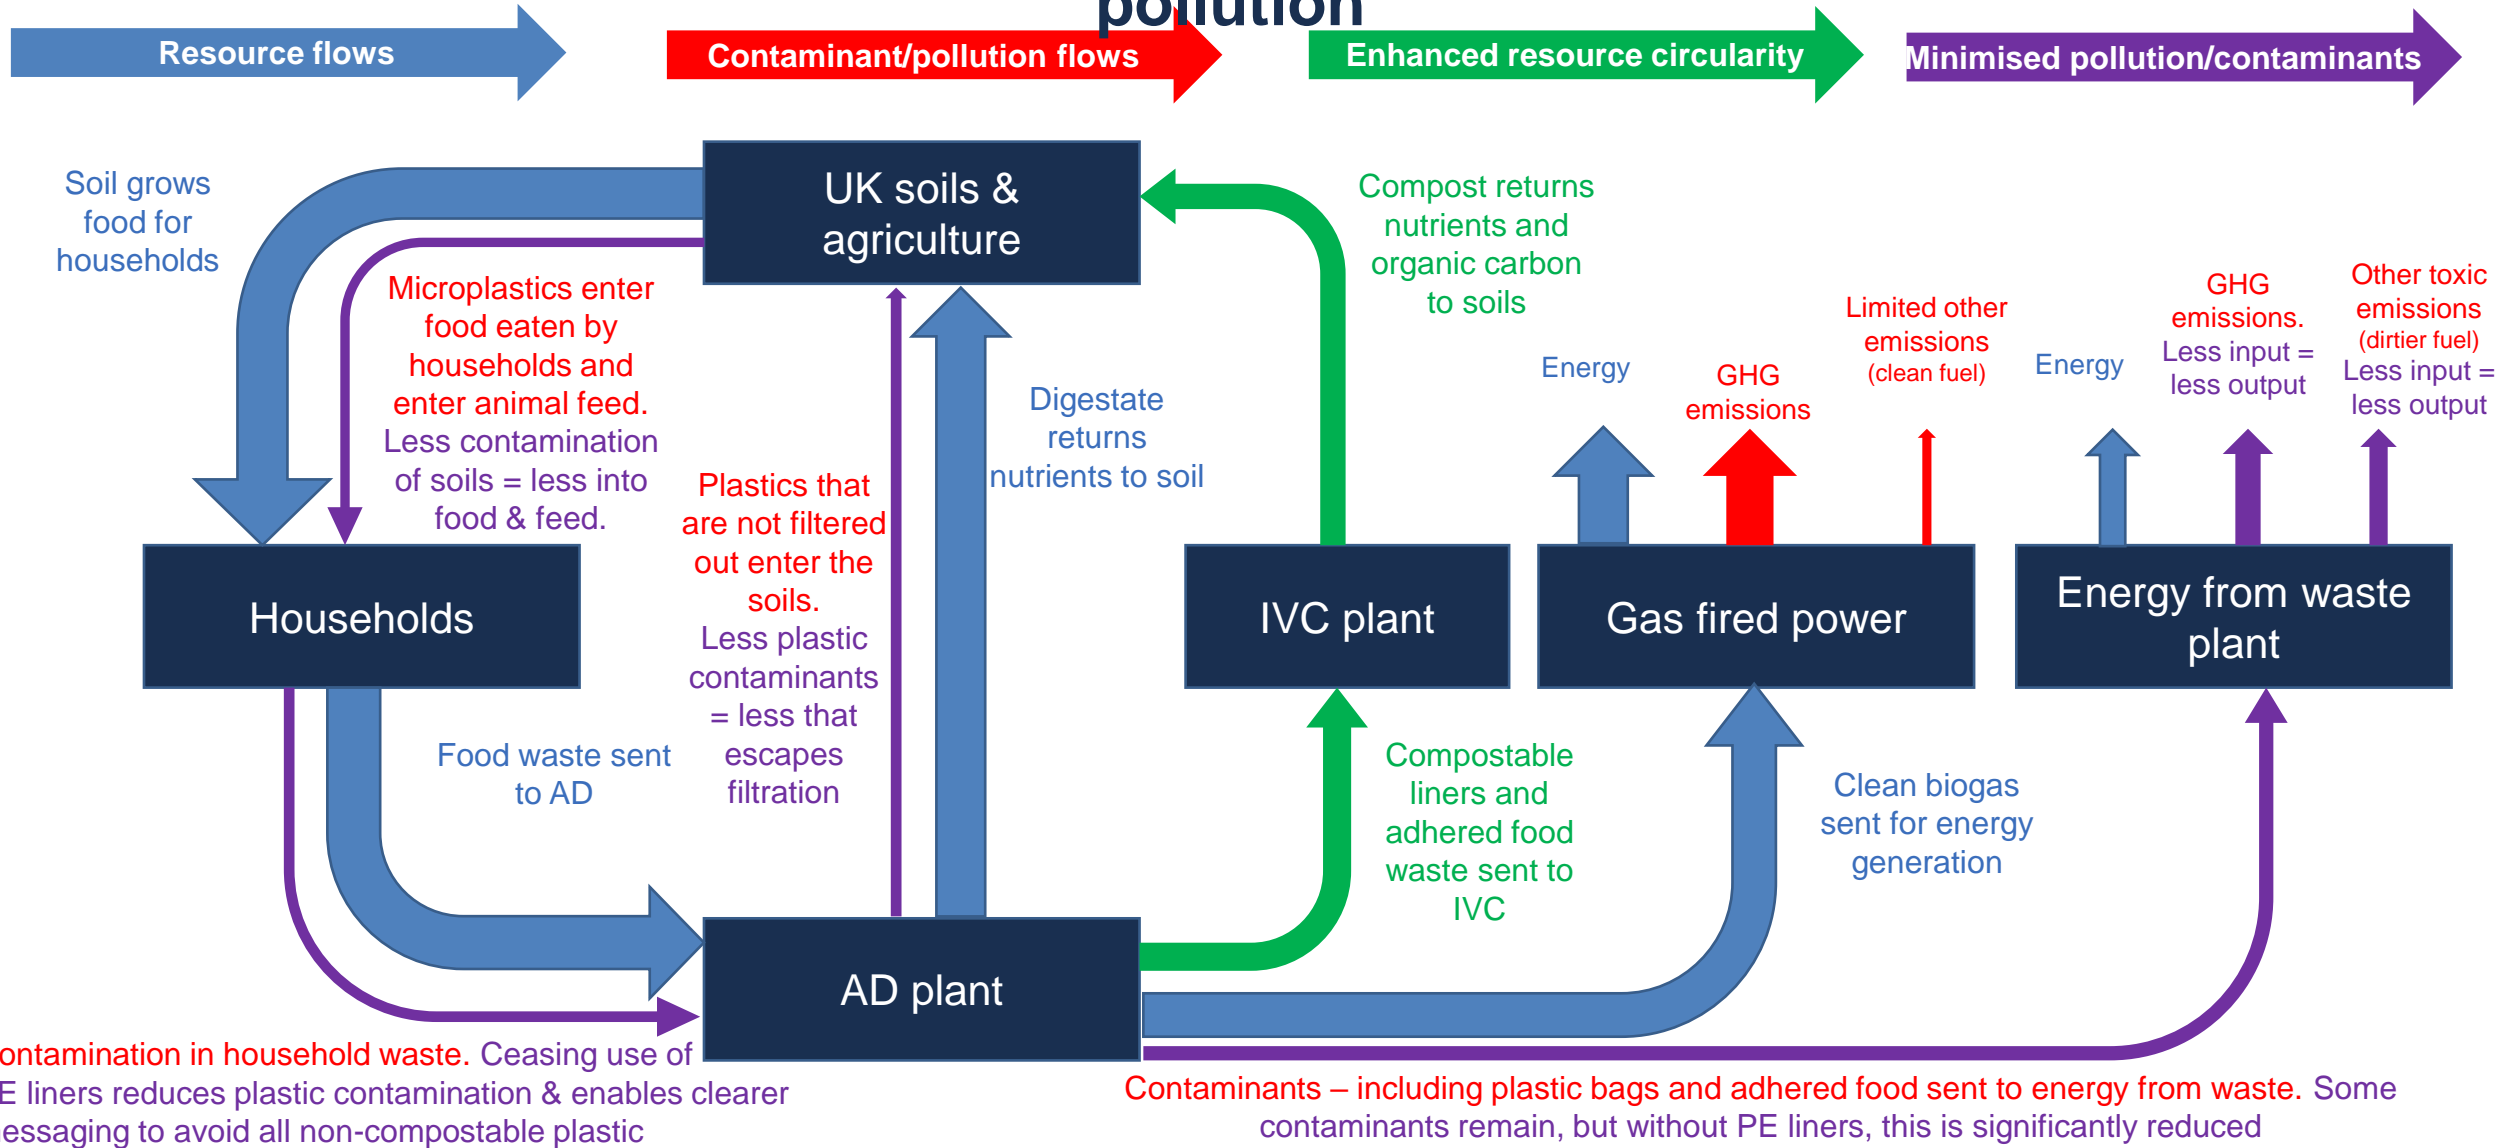 pollution
Resource flows
Contaminant/pollution flows
Enhanced resource circularity
Minimised pollution/contaminants
Soil grows
food for
households
UK soils &
agriculture
Compost returns
nutrients and
organic carbon
to soils
Microplastics enter
food eaten by
households and
enter animal feed.
Less contamination
of soils = less into
food & feed.
Plastics that
are not filtered
out enter the
soils.
Less plastic
contaminants
= less that
escapes
filtration
Digestate
returns
nutrients to soil
Energy
GHG
emissions
Limited other
emissions
(clean fuel)
Energy
GHG
emissions.
Less input =
less output
Other toxic
emissions
(dirtier fuel)
Less input =
less output
Households
IVC plant
Gas fired power
Energy from waste
plant
Food waste sent
to AD
Compostable
liners and
adhered food
waste sent to
IVC
Clean biogas
sent for energy
generation
AD plant
ontamination in household waste. Ceasing use of
E liners reduces plastic contamination & enables clearer
essaging to avoid all non-compostable plastic
Contaminants – including plastic bags and adhered food sent to energy from waste. Some
contaminants remain, but without PE liners, this is significantly reduced